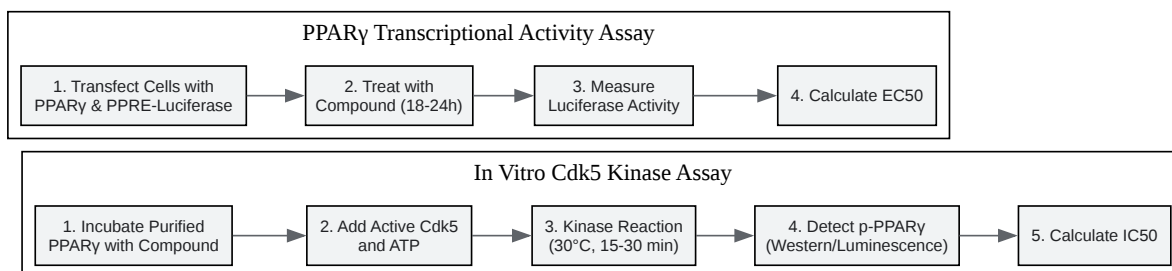 PPARγ Transcriptional Activity Assay
1. Transfect Cells with
PPARγ & PPRE-Luciferase
2. Treat with
Compound (18-24h)
3. Measure
Luciferase Activity
4. Calculate EC50
In Vitro Cdk5 Kinase Assay
1. Incubate Purified
PPARγ with Compound
2. Add Active Cdk5
and ATP
3. Kinase Reaction
(30°C, 15-30 min)
4. Detect p-PPARγ
(Western/Luminescence)
5. Calculate IC50